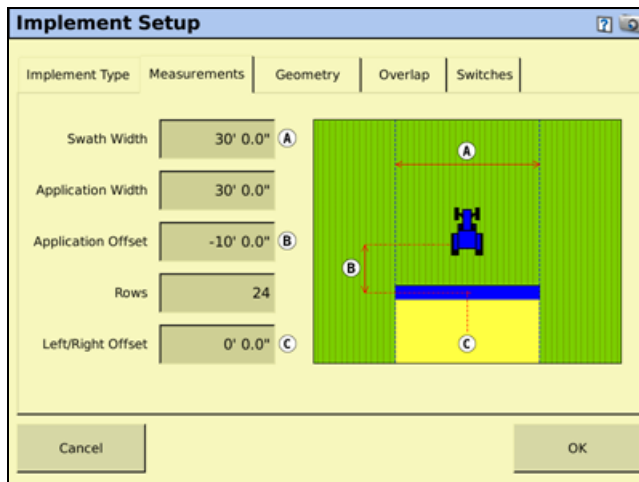 Implement Setup ?
Implement Type Measurements Geometry Overlap Switches
Swath Width 30' 0.0" A
Application Width 30' 0.0"
Application Offset -10' 0.0" B
Rows 24
Left/Right Offset 0' 0.0" C
A
B
C
Cancel OK